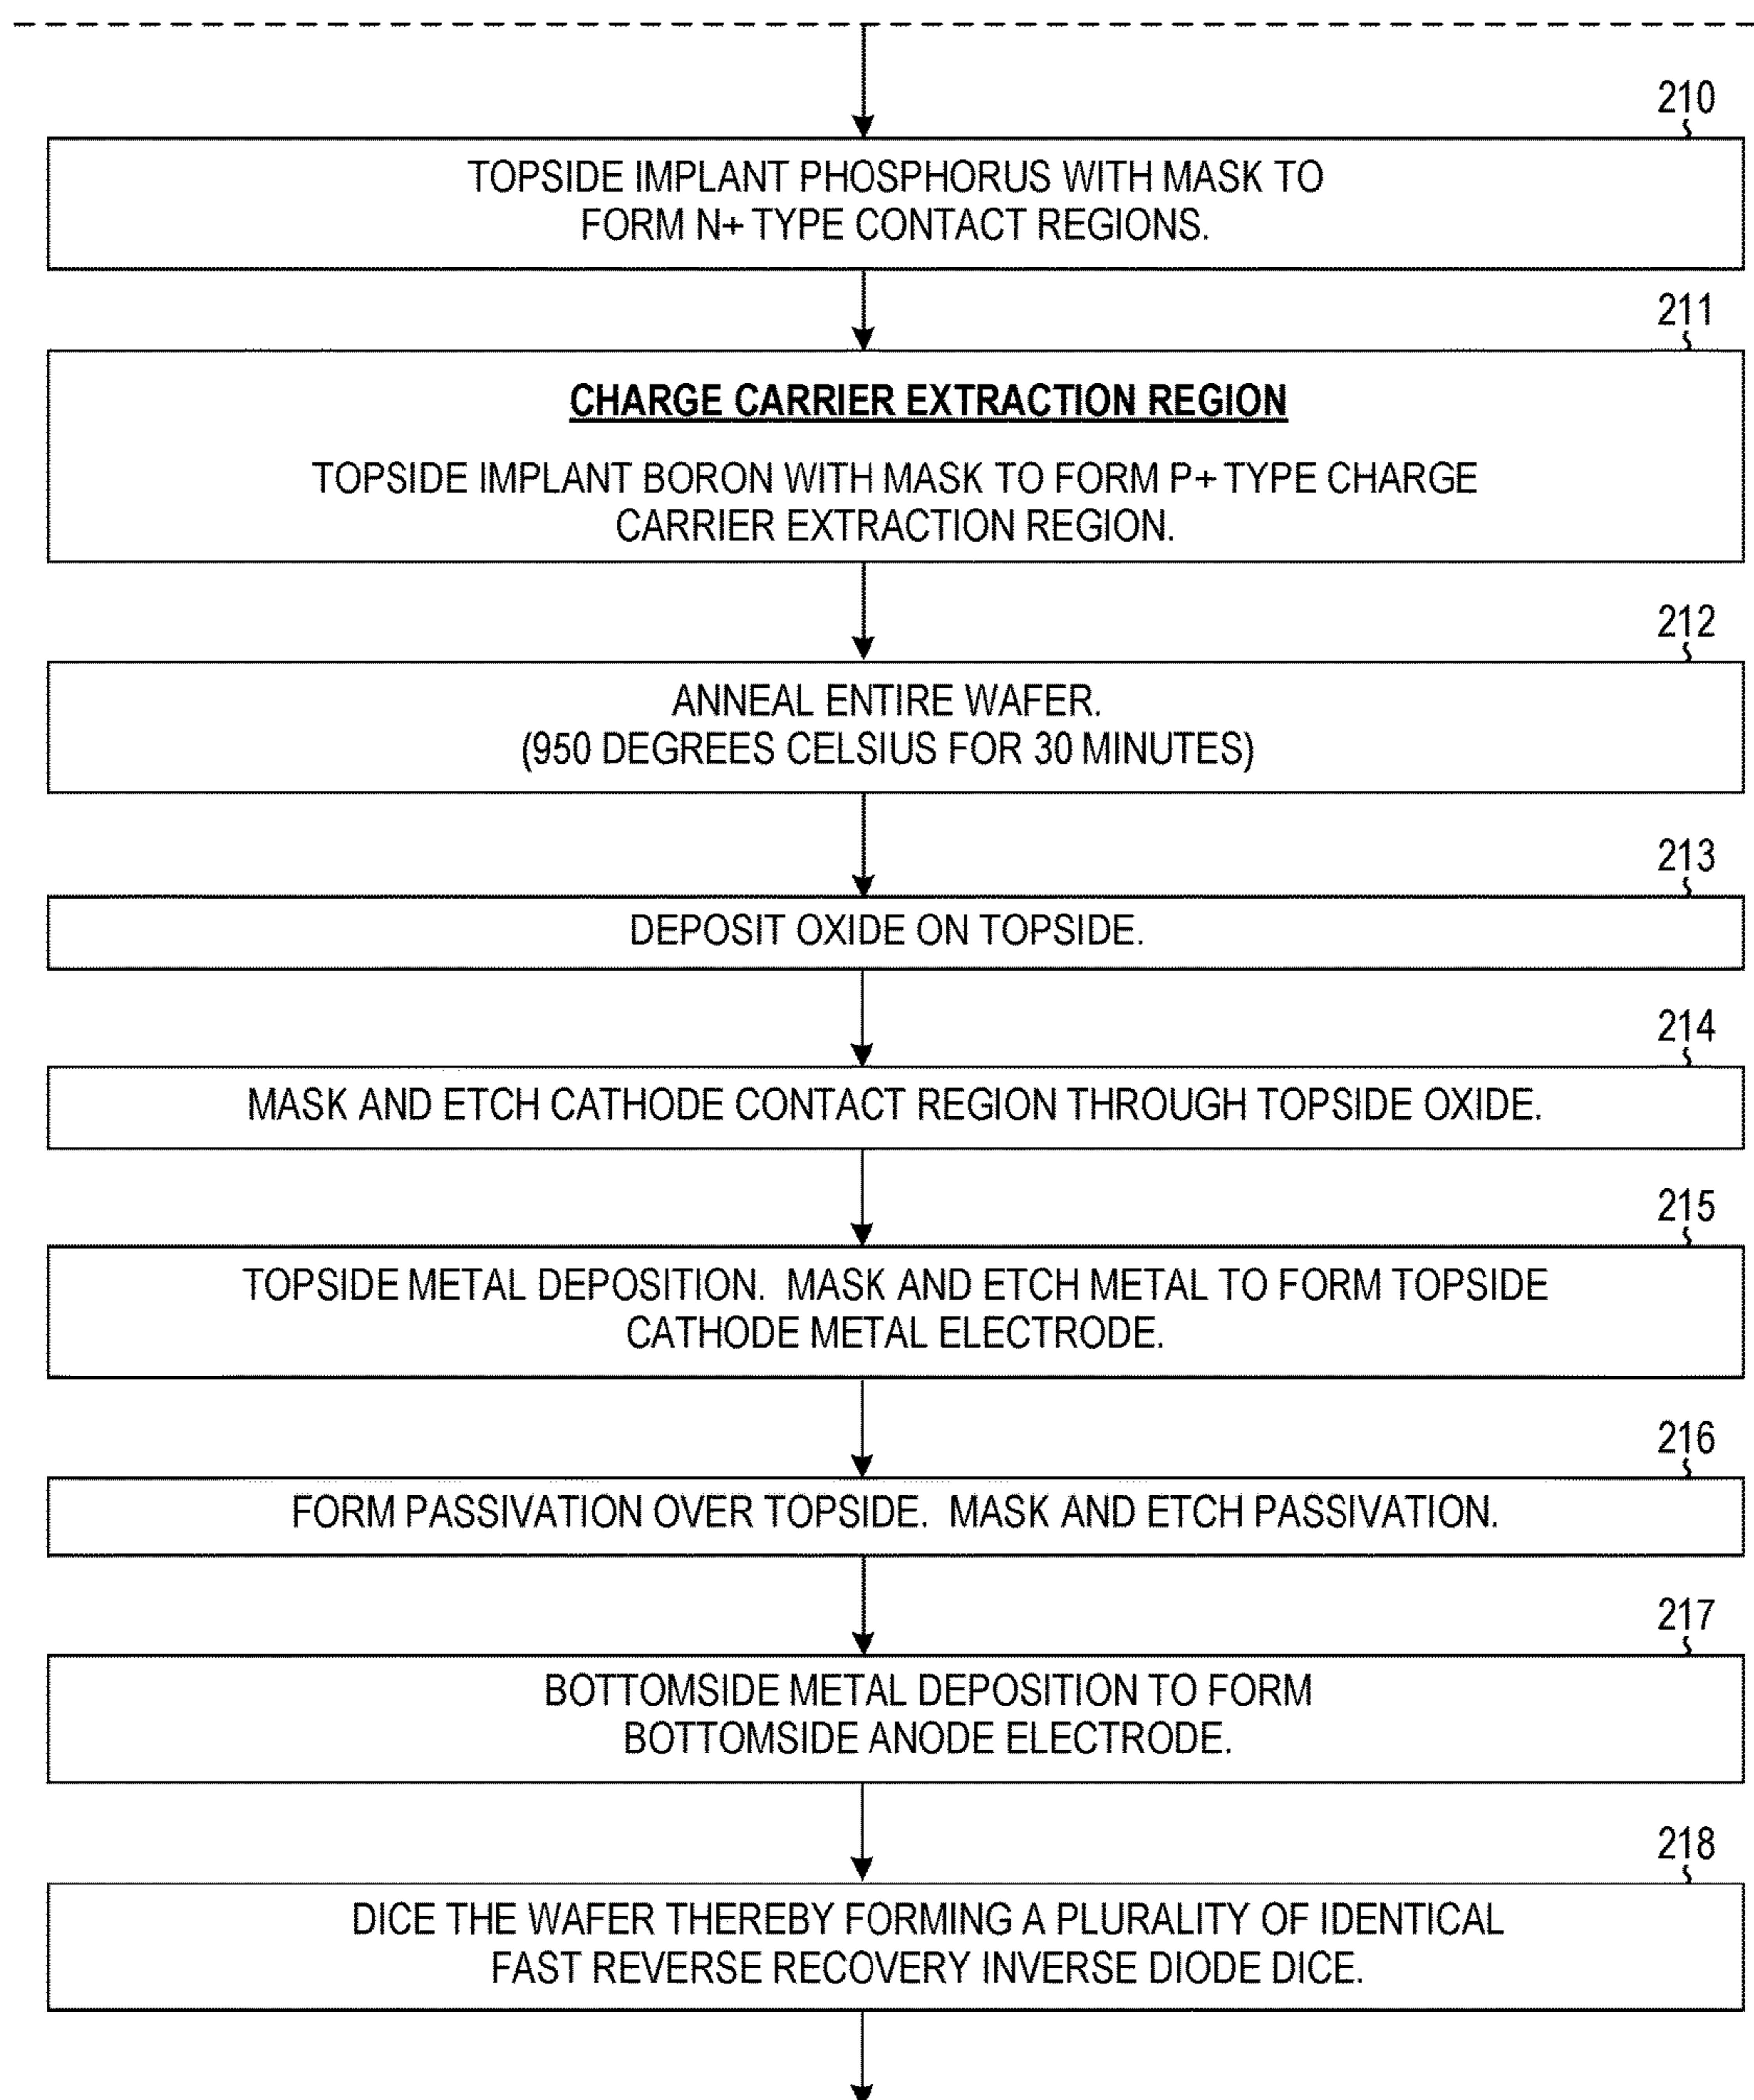 210
TOPSIDE IMPLANT PHOSPHORUS WITH MASK TO
FORM N+ TYPE CONTACT REGIONS.
211
CHARGE CARRIER EXTRACTION REGION
TOPSIDE IMPLANT BORON WITH MASK TO FORM P+ TYPE CHARGE
CARRIER EXTRACTION REGION.
212
ANNEAL ENTIRE WAFER.
(950 DEGREES CELSIUS FOR 30 MINUTES)
213
DEPOSIT OXIDE ON TOPSIDE.
214
MASK AND ETCH CATHODE CONTACT REGION THROUGH TOPSIDE OXIDE.
215
TOPSIDE METAL DEPOSITION. MASK AND ETCH METAL TO FORM TOPSIDE
CATHODE METAL ELECTRODE.
216
FORM PASSIVATION OVER TOPSIDE. MASK AND ETCH PASSIVATION.
217
BOTTOMSIDE METAL DEPOSITION TO FORM
BOTTOMSIDE ANODE ELECTRODE.
218
DICE THE WAFER THEREBY FORMING A PLURALITY OF IDENTICAL
FAST REVERSE RECOVERY INVERSE DIODE DICE.